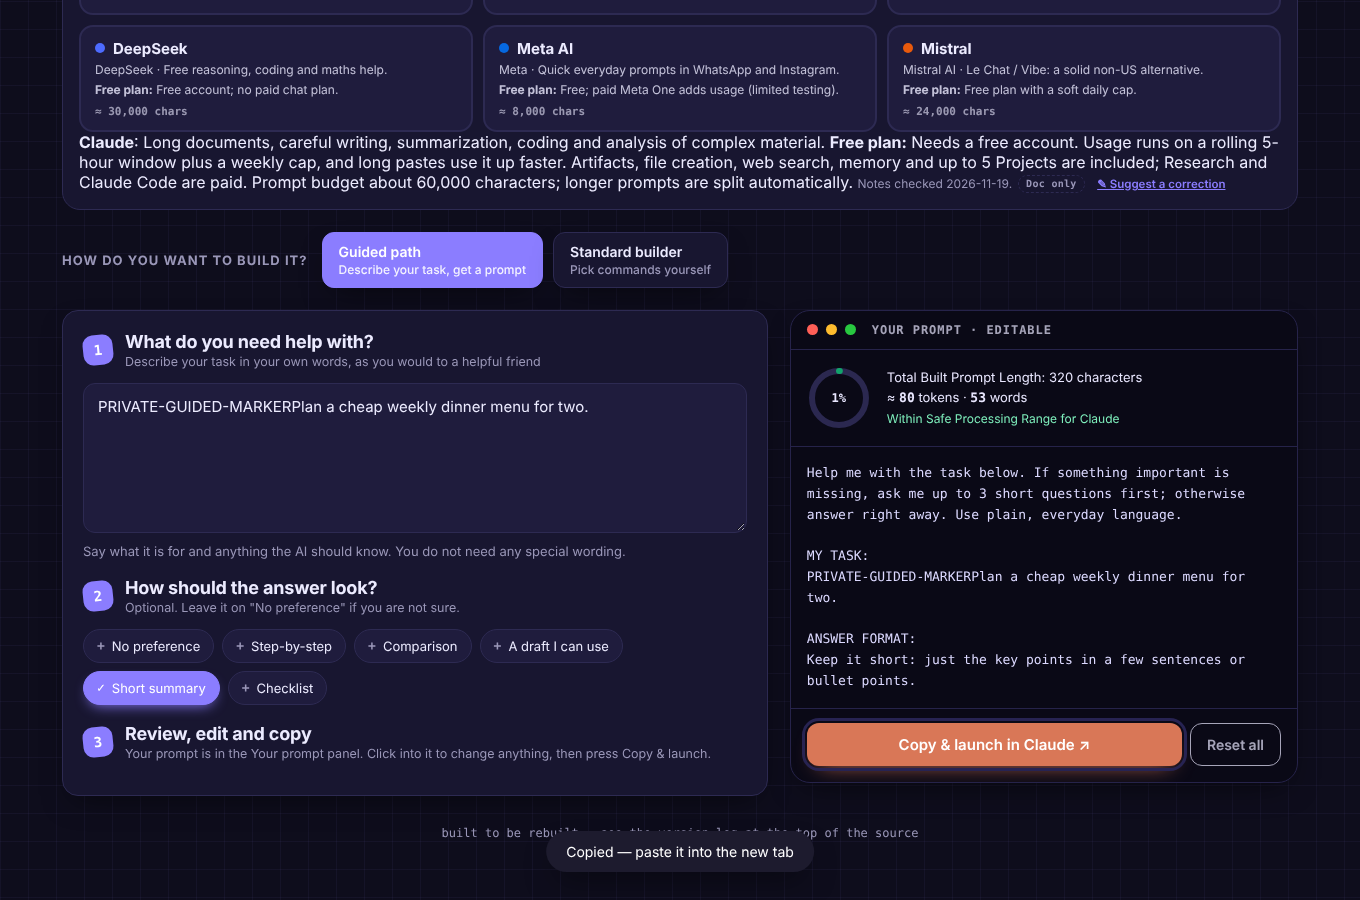 DeepSeek
DeepSeek · Free reasoning, coding and maths help.
Free plan: Free account; no paid chat plan.
≈ 30,000 chars
Meta AI
Meta · Quick everyday prompts in WhatsApp and Instagram.
Free plan: Free; paid Meta One adds usage (limited testing).
≈ 8,000 chars
Mistral
Mistral AI · Le Chat / Vibe: a solid non-US alternative.
Free plan: Free plan with a soft daily cap.
≈ 24,000 chars
Claude: Long documents, careful writing, summarization, coding and analysis of complex material. Free plan: Needs a free account. Usage runs on a rolling 5-
hour window plus a weekly cap, and long pastes use it up faster. Artifacts, file creation, web search, memory and up to 5 Projects are included; Research and
Claude Code are paid. Prompt budget about 60,000 characters; longer prompts are split automatically. Notes checked 2026-11-19. Doc only ✎ Suggest a correction
HOW DO YOU WANT TO BUILD IT?
Guided path
Describe your task, get a prompt
Standard builder
Pick commands yourself
1
What do you need help with?
Describe your task in your own words, as you would to a helpful friend
PRIVATE-GUIDED-MARKERPlan a cheap weekly dinner menu for two.
Say what it is for and anything the AI should know. You do not need any special wording.
2
How should the answer look?
Optional. Leave it on "No preference" if you are not sure.
+ No preference
+ Step-by-step
+ Comparison
+ A draft I can use
✓ Short summary
+ Checklist
3
Review, edit and copy
Your prompt is in the Your prompt panel. Click into it to change anything, then press Copy & launch.
YOUR PROMPT · EDITABLE
1%
Total Built Prompt Length: 320 characters
≈ 80 tokens · 53 words
Within Safe Processing Range for Claude
Help me with the task below. If something important is
missing, ask me up to 3 short questions first; otherwise
answer right away. Use plain, everyday language.
MY TASK:
PRIVATE-GUIDED-MARKERPlan a cheap weekly dinner menu for
two.
ANSWER FORMAT:
Keep it short: just the key points in a few sentences or
bullet points.
Copy & launch in Claude ↗
Reset all
built to be rebuilt — see the version log at the top of the source
Copied — paste it into the new tab